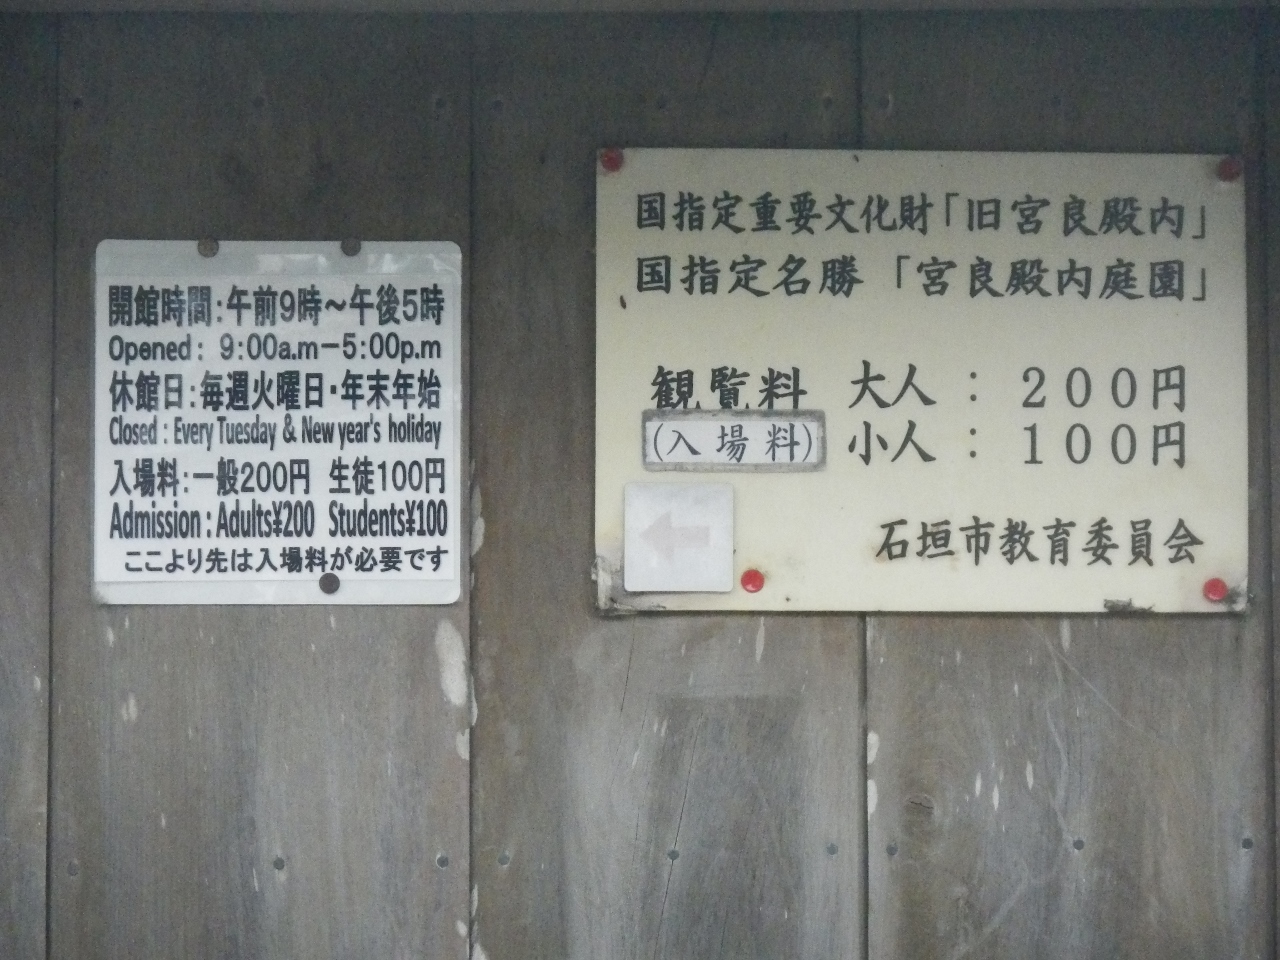 開館時間:午前9時～午後5時
Opened: 9:00a.m－5:00p.m
休館日:毎週火曜日・年末年始
Closed : Every Tuesday & New year's holiday
入場料:一般200円 生徒100円
Admission : Adults¥200 Students¥100
ここより先は入場料が必要です
国指定重要文化財「旧宮良殿内」
国指定名勝「宮良殿内庭園」
観覧料 大人：200円
(入場料) 小人：100円
石垣市教育委員会